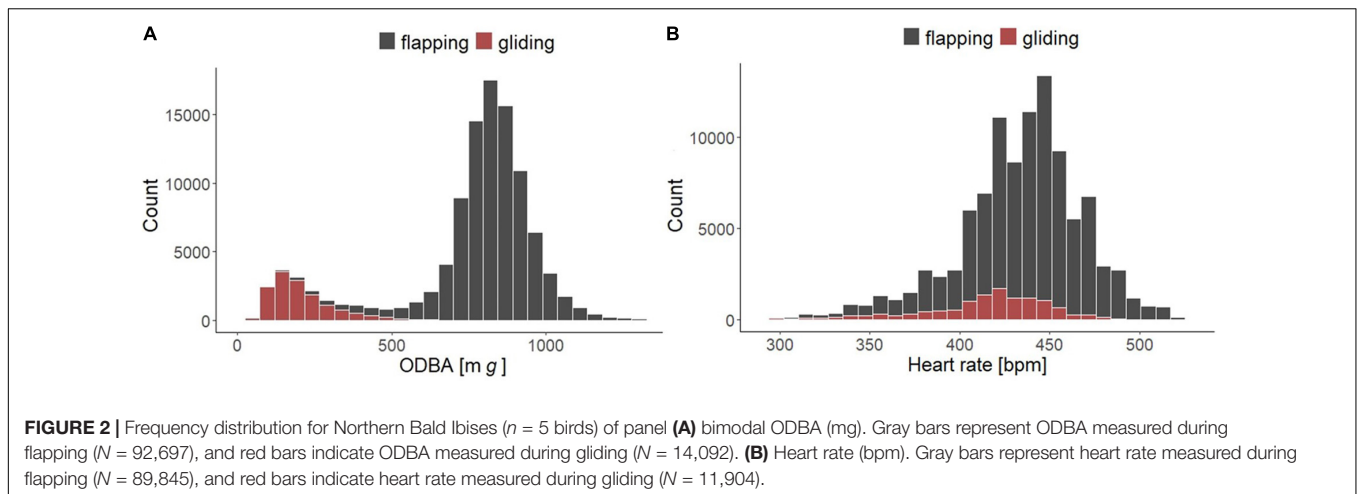 A
flapping gliding
Count
15000
10000
5000
0
0 500 1000
ODBA [m g ]
B
flapping gliding
Count
10000
5000
0
300 350 400 450 500
Heart rate [bpm]
FIGURE 2 | Frequency distribution for Northern Bald Ibises (n = 5 birds) of panel (A) bimodal ODBA (mg). Gray bars represent ODBA measured during
flapping (N = 92,697), and red bars indicate ODBA measured during gliding (N = 14,092). (B) Heart rate (bpm). Gray bars represent heart rate measured during
flapping (N = 89,845), and red bars indicate heart rate measured during gliding (N = 11,904).